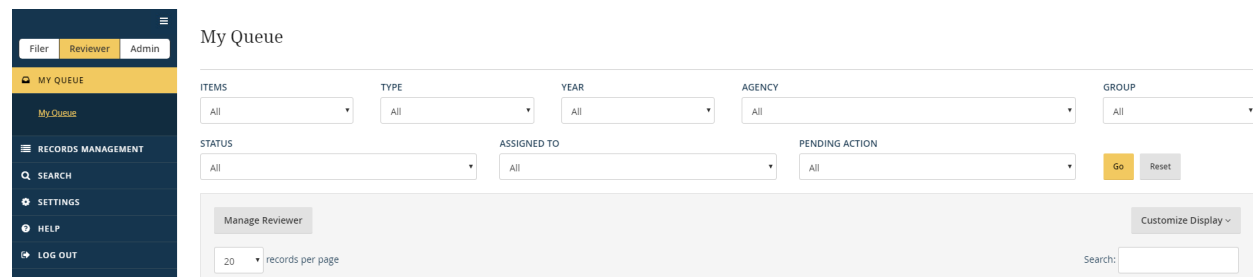 Filer Reviewer Admin
My Queue
MY QUEUE
My Queue
RECORDS MANAGEMENT
SEARCH
SETTINGS
HELP
LOG OUT
ITEMS TYPE YEAR AGENCY GROUP
All All All All All
STATUS ASSIGNED TO PENDING ACTION
All All All Go Reset
Manage Reviewer Customize Display
20 records per page Search: